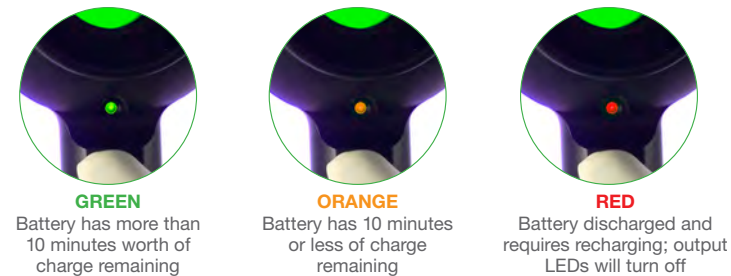 GREEN
Battery has more than
10 minutes worth of
charge remaining
ORANGE
Battery has 10 minutes
or less of charge
remaining
RED
Battery discharged and
requires recharging; output
LEDs will turn off